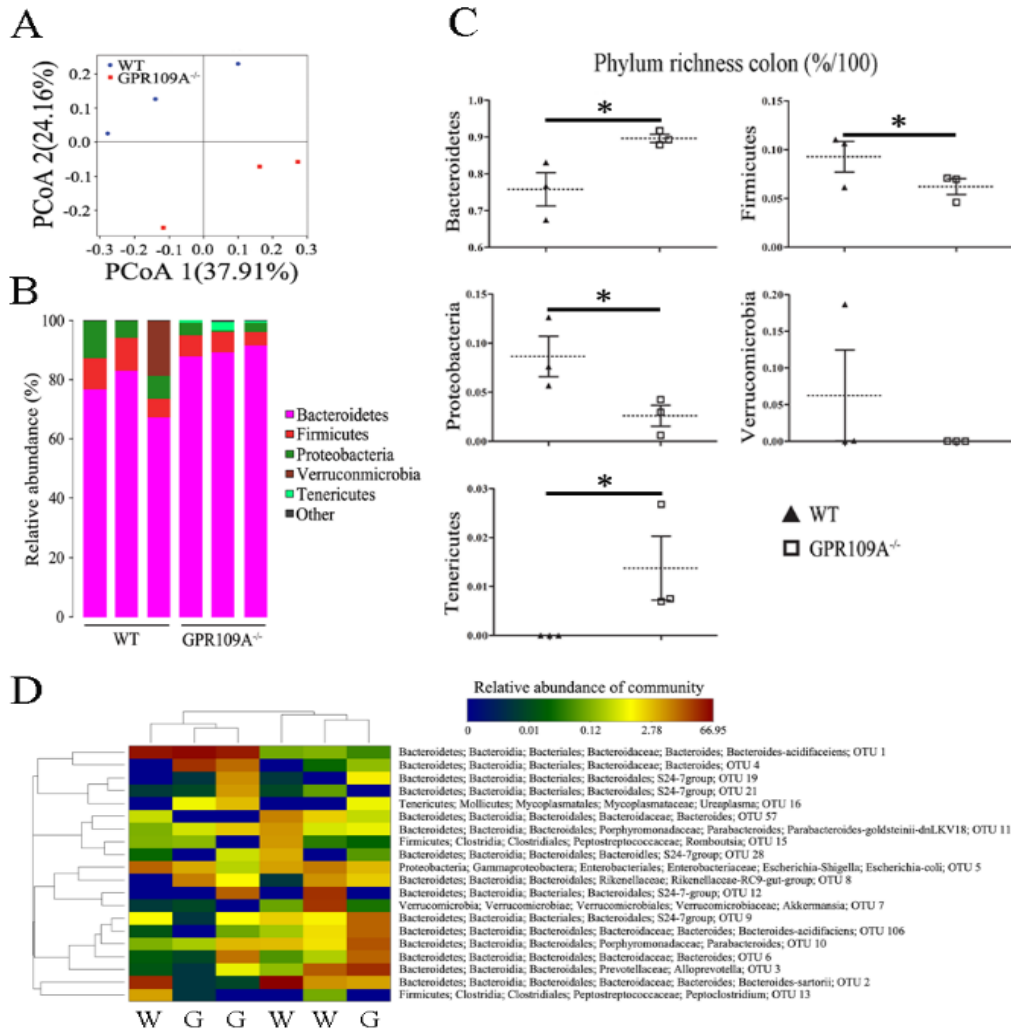 A
WT
GPR109A-/-
PCoA 2(24.16%)
0.2
0.1
0.0
-0.1
-0.2
-0.3 -0.2 -0.1 0.0 0.1 0.2 0.3
PCoA 1(37.91%)
B
Relative abundance (%)
100
80
60
40
20
0
WT GPR109A-/-
Bacteroidetes
Firmicutes
Proteobacteria
Verruconmicrobia
Tenericutes
Other
C
Phylum richness colon (%/100)
Bacteroidetes
1.0
0.9
0.8
0.7
0.6
*
Firmicutes
0.15
0.10
0.05
0.00
*
Proteobacteria
0.15
0.10
0.05
0.00
*
Verrucomicrobia
0.20
0.15
0.10
0.05
0.00
Tenericutes
0.03
0.02
0.01
0.00
*
WT
GPR109A-/-
D
Relative abundance of community
0 0.01 0.12 2.78 66.95
Bacteroidetes; Bacteroidia; Bacteriales; Bacteroidaceae; Bacteroides; Bacteroides-acidifaceiens; OTU 1
Bacteroidetes; Bacteroidia; Bacteriales; Bacteroidaceae; Bacteroides; OTU 4
Bacteroidetes; Bacteroidia; Bacteriales; Bacteroidales; S24-7group; OTU 19
Bacteroidetes; Bacteroidia; Bacteriales; Bacteroidales; S24-7group; OTU 21
Tenericutes; Mollicutes; Mycoplasmatales; Mycoplasmataceae; Ureaplasma; OTU 16
Bacteroidetes; Bacteroidia; Bacteroidales; Bacteroidaceae; Bacteroides; OTU 57
Bacteroidetes; Bacteroidia; Bacteroidales; Porphyromonadaceae; Parabacteroides; Parabacteroides-goldsteinii-dnLKV18; OTU 11
Firmicutes; Clostridia; Clostridiales; Peptostreptococcaceae; Romboutsia; OTU 15
Bacteroidetes; Bacteroidia; Bacteroidales; Bacteroidles; S24-7group; OTU 28
Proteobacteria; Gammaproteobactera; Enterobacteriales; Enterobacteriaceae; Escherichia-Shigella; Escherichia-coli; OTU 5
Bacteroidetes; Bacteroidia; Bacteroidales; Rikenellaceae; Rikenellaceae-RC9-gut-group; OTU 8
Bacteroidetes; Bacteroidia; Bacteriales; Bacteroidales; S24-7-group; OTU 12
Verrucomicrobia; Verrucomicrobiae; Verrucomicrobiales; Verrucomicrobiaceae; Akkermansia; OTU 7
Bacteroidetes; Bacteroidia; Bacteriales; Bacteroidales; S24-7group; OTU 9
Bacteroidetes; Bacteroidia; Bacteroidales; Bacteroidaceae; Bacteroides; Bacteroides-acidifaciens; OTU 106
Bacteroidetes; Bacteroidia; Bacteroidales; Porphyromonadaceae; Parabacteroides; OTU 10
Bacteroidetes; Bacteroidia; Bacteroidales; Bacteroidaceae; Bacteroides; OTU 6
Bacteroidetes; Bacteroidia; Bacteroidales; Prevotellaceae; Alloprevotella; OTU 3
Bacteroidetes; Bacteroidia; Bacteroidales; Bacteroidaceae; Bacteroides; Bacteroides-sartorii; OTU 2
Firmicutes; Clostridia; Clostridiales; Peptostreptococcaceae; Peptoclostridium; OTU 13
W G G W W G